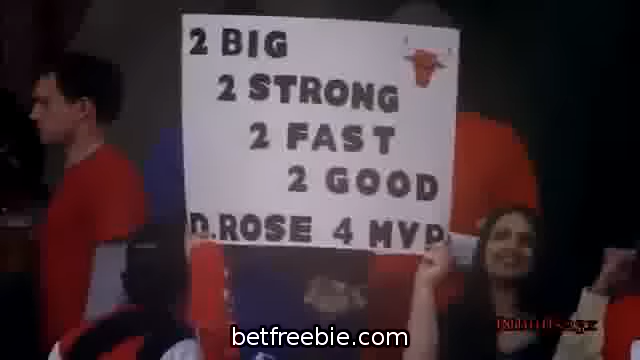 2 BIG
2 STRONG
2 FAST
2 GOOD
D.ROSE 4 MVP
betfreebie.com